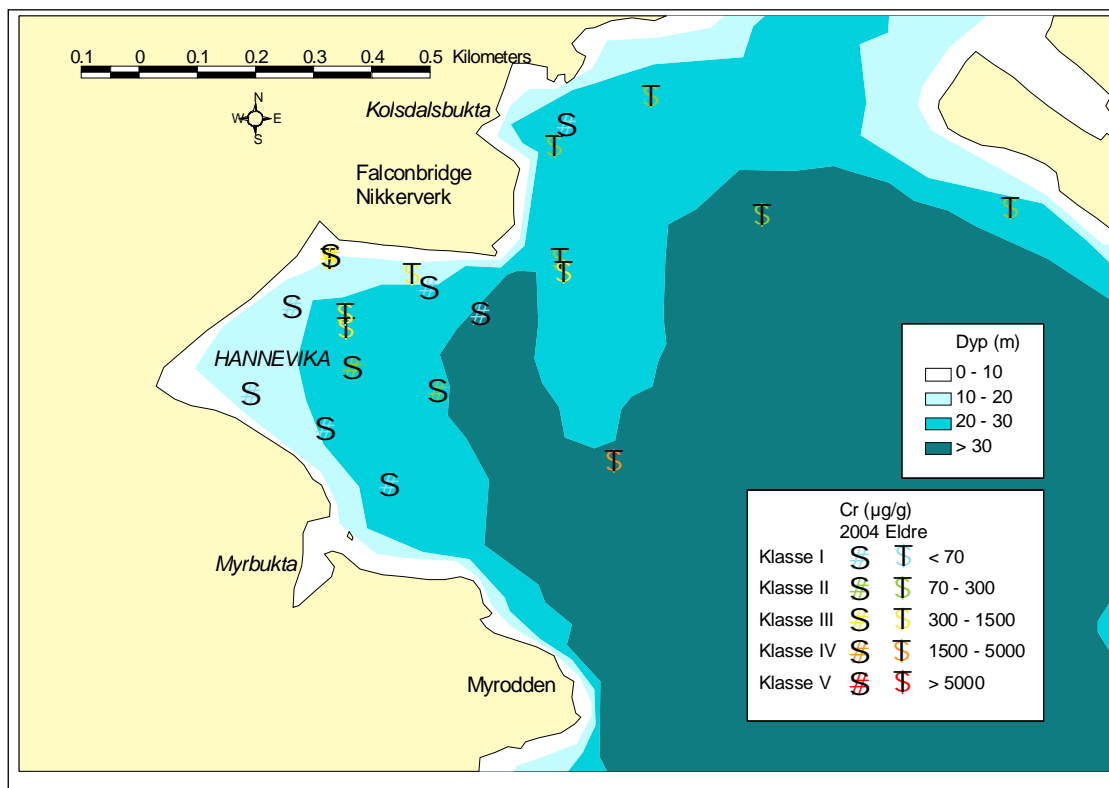 0.1 0 0.1 0.2 0.3 0.4 0.5 Kilometers
N
W E
S
Kolsdalsbukta
Falconbridge
Nikkerverk
HANNEVIKA
Myrbukta
Myrodden
Dyp (m)
0 - 10
10 - 20
20 - 30
> 30
Cr (µg/g)
2004 Eldre
Klasse I S T < 70
Klasse II S T 70 - 300
Klasse III S T 300 - 1500
Klasse IV S T 1500 - 5000
Klasse V S T > 5000